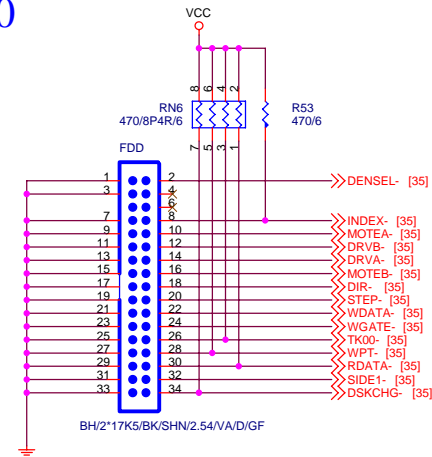 0
VCC
8 6 4 2
RN6
470/8P4R/6
R53
470/6
7 5 3 1
FDD
1 2 DENSEL- [35]
3 4
6
7 8 INDEX- [35]
9 10 MOTEA- [35]
11 12 DRVB- [35]
13 14 DRVA- [35]
15 16 MOTEB- [35]
17 18 DIR- [35]
19 20 STEP- [35]
21 22 WDATA- [35]
23 24 WGATE- [35]
25 26 TK00- [35]
27 28 WPT- [35]
29 30 RDATA- [35]
31 32 SIDE1- [35]
33 34 DSKCHG- [35]
BH/2*17K5/BK/SHN/2.54/VA/D/GF